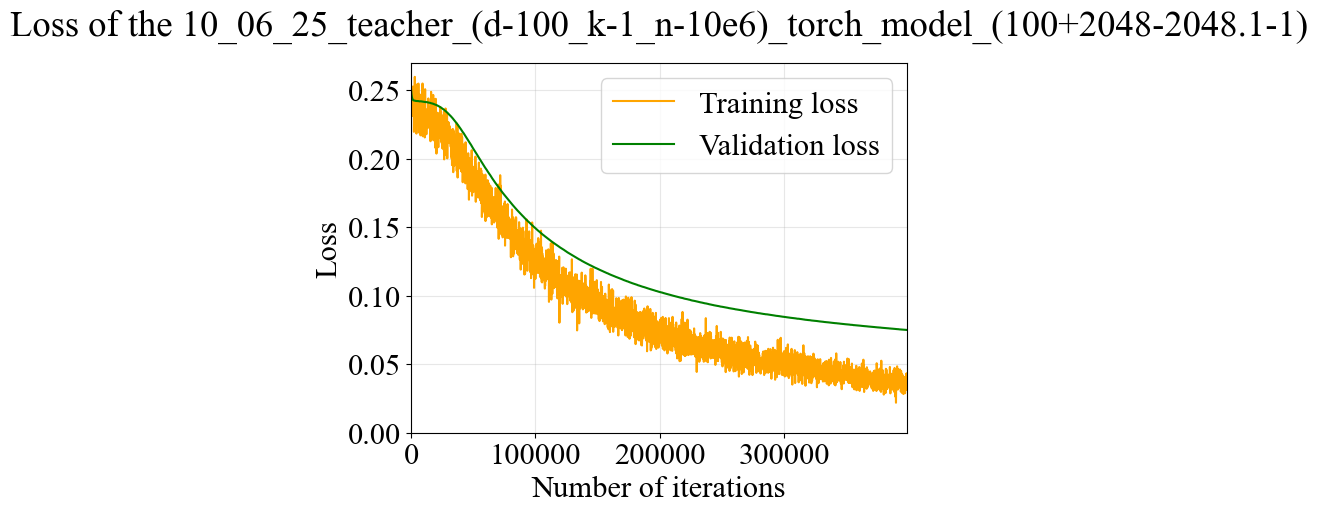 Loss of the 10_06_25_teacher_(d-100_k-1_n-10e6)_torch_model_(100+2048-2048.1-1)
0.25
0.20
0.15
0.10
0.05
0.00
Loss
Training loss
Validation loss
0 100000 200000 300000
Number of iterations